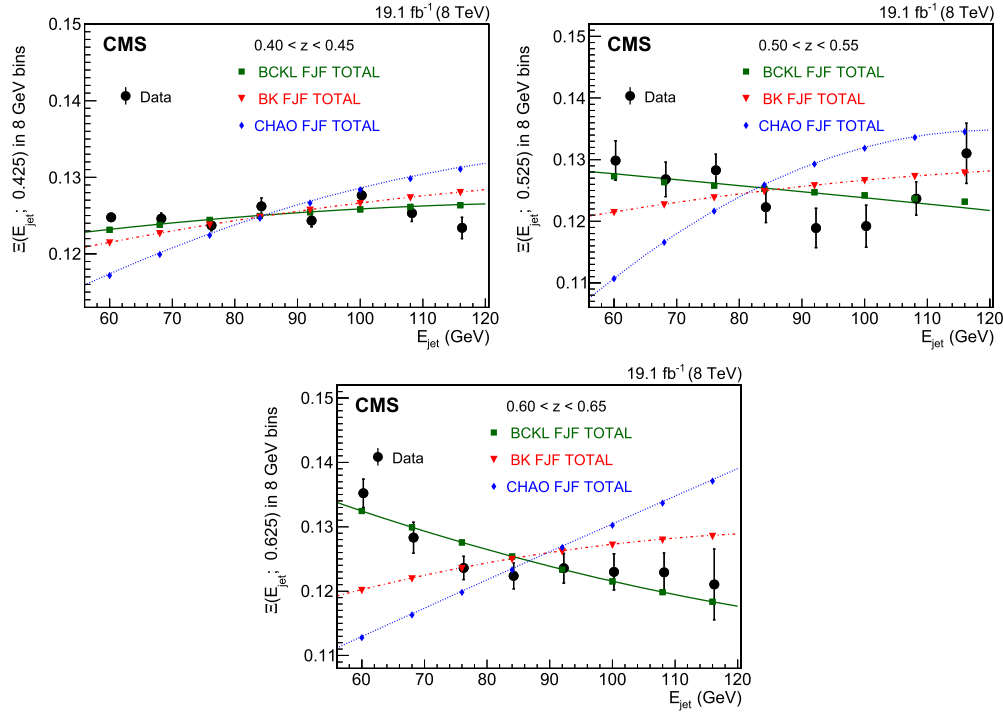 19.1 fb⁻¹ (8 TeV)
CMS
0.40 < z < 0.45
BCKL FJF TOTAL
Data
BK FJF TOTAL
CHAO FJF TOTAL
Ξ(E_jet; 0.425) in 8 GeV bins
0.15
0.14
0.13
0.12
60 70 80 90 100 110 120
E_jet (GeV)
19.1 fb⁻¹ (8 TeV)
CMS
0.50 < z < 0.55
BCKL FJF TOTAL
Data
BK FJF TOTAL
CHAO FJF TOTAL
Ξ(E_jet; 0.525) in 8 GeV bins
0.15
0.14
0.13
0.12
0.11
60 70 80 90 100 110 120
E_jet (GeV)
19.1 fb⁻¹ (8 TeV)
CMS
0.60 < z < 0.65
BCKL FJF TOTAL
Data
BK FJF TOTAL
CHAO FJF TOTAL
Ξ(E_jet; 0.625) in 8 GeV bins
0.15
0.14
0.13
0.12
0.11
60 70 80 90 100 110 120
E_jet (GeV)